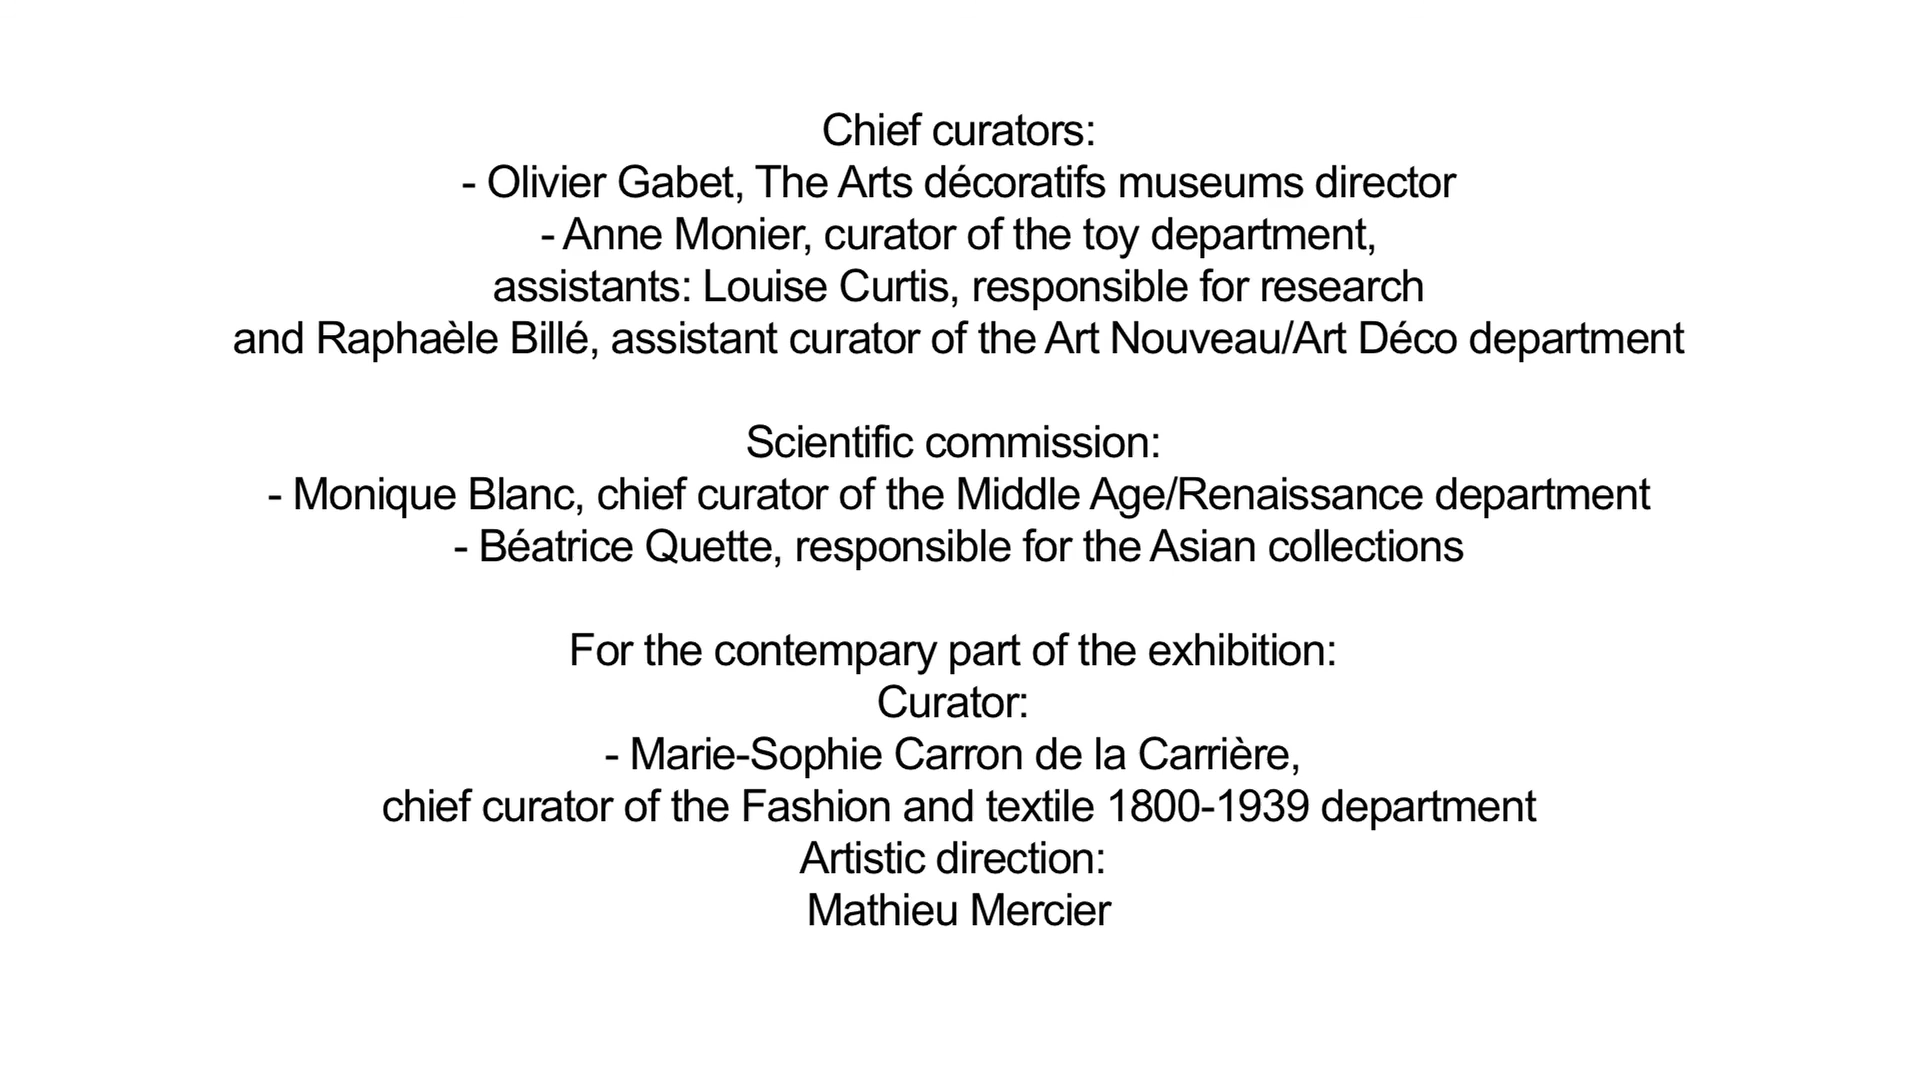 Chief curators:
- Olivier Gabet, The Arts décoratifs museums director
- Anne Monier, curator of the toy department,
assistants: Louise Curtis, responsible for research
and Raphaèle Billé, assistant curator of the Art Nouveau/Art Déco department
Scientific commission:
- Monique Blanc, chief curator of the Middle Age/Renaissance department
- Béatrice Quette, responsible for the Asian collections
For the contempary part of the exhibition:
Curator:
- Marie-Sophie Carron de la Carrière,
chief curator of the Fashion and textile 1800-1939 department
Artistic direction:
Mathieu Mercier